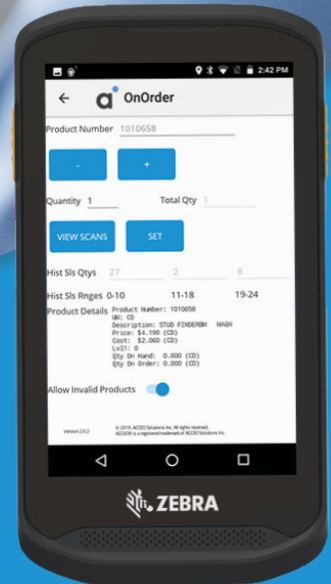 2:42 PM
a OnOrder
Product Number 1010658
- +
Quantity 1 Total Qty 1
VIEW SCANS SET
Hist Sls Qtys 27 2 8
Hist Sls Rnges 0-10 11-18 19-24
Product Details Product Number: 1010658
UM: CD
Description: STUD FINDERBM MAGN
Price: $4.190 (CD)
Cost: $2.060 (CD)
Lvl1: 0
Qty On Hand: 0.000 (CD)
Qty On Order: 0.000 (CD)
Allow Invalid Products
Version 2.0.2 © 2019. ACCEO Solutions Inc. All rights reserved.
ACCEO® is a registered trademark of ACCEO Solutions Inc.
ZEBRA